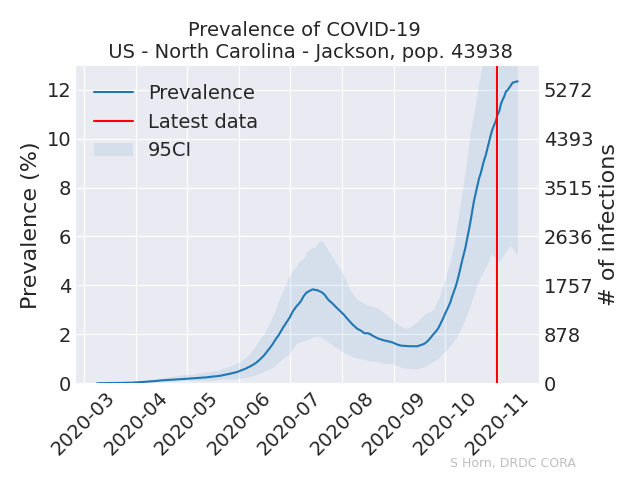 Prevalence of COVID-19
US - North Carolina - Jackson, pop. 43938
Prevalence
Latest data
95CI
Prevalence (%)
12
10
8
6
4
2
0
5272
4393
3515
2636
1757
878
0
# of infections
2020-03
2020-04
2020-05
2020-06
2020-07
2020-08
2020-09
2020-10
2020-11
S Horn, DRDC CORA